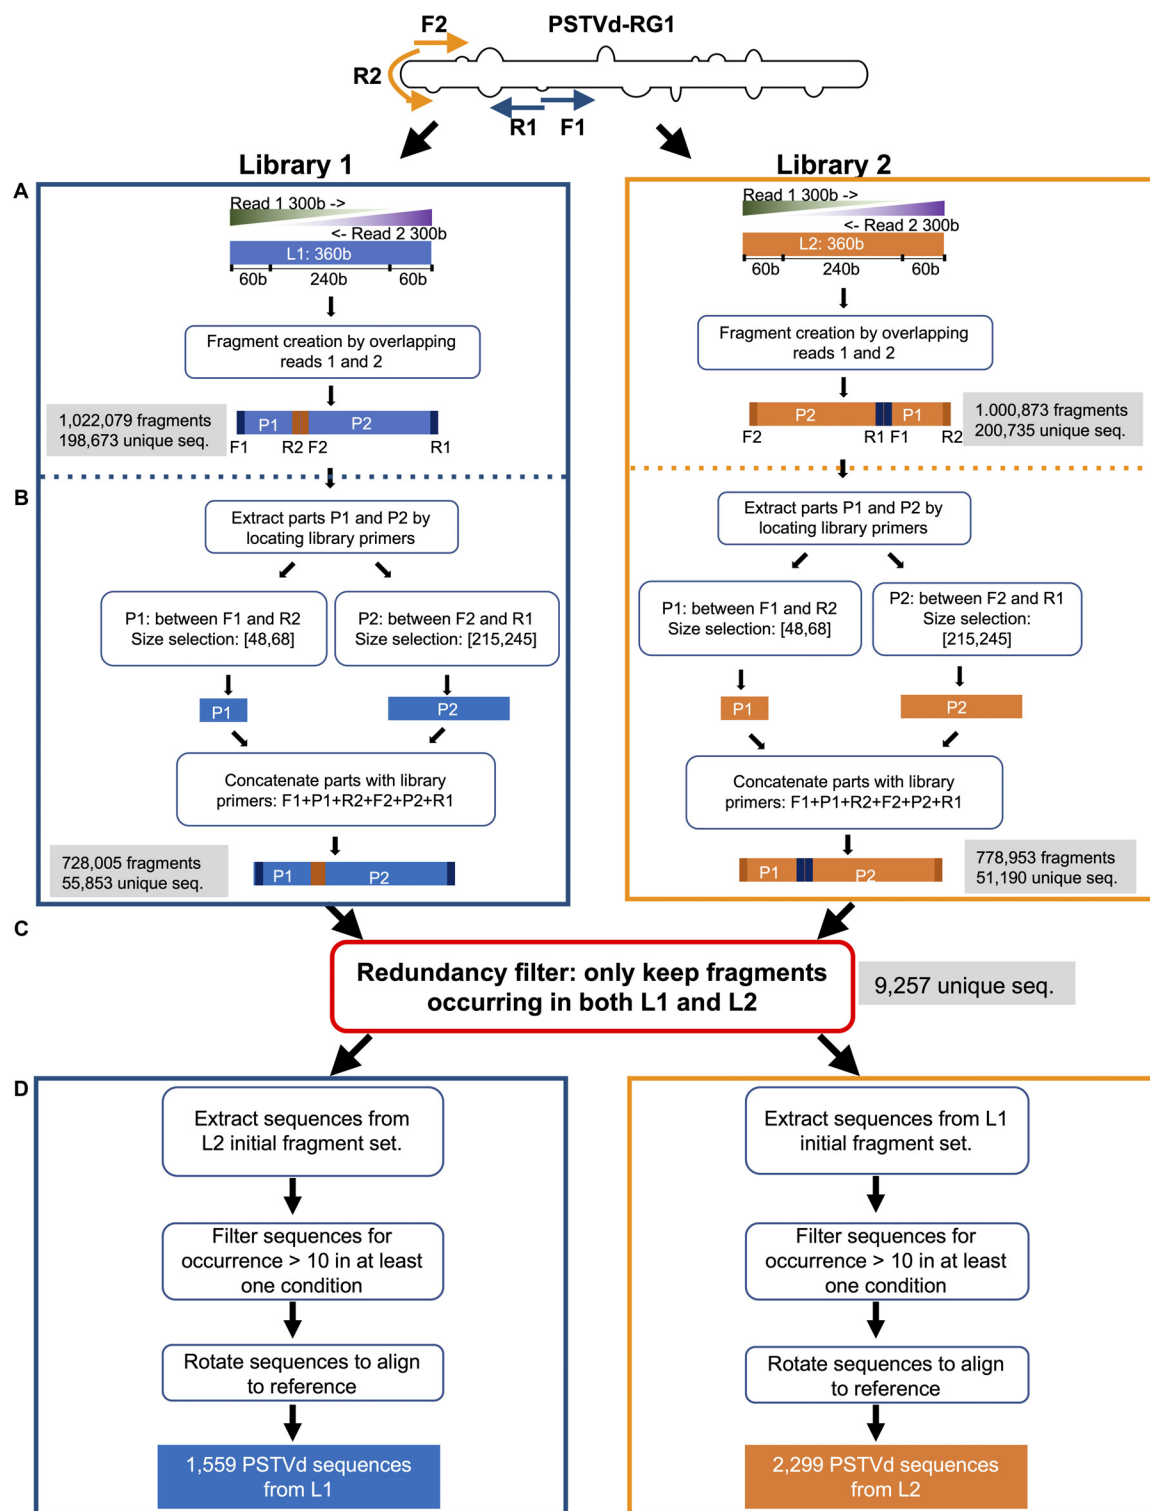 F2
PSTVd-RG1
R2
R1
F1
Library 1
Library 2
A
Read 1 300b ->
<- Read 2 300b
L1: 360b
60b
240b
60b
Fragment creation by overlapping
reads 1 and 2
1,022,079 fragments
198,673 unique seq.
P1
P2
F1
R2
F2
R1
Read 1 300b ->
<- Read 2 300b
L2: 360b
60b
240b
60b
Fragment creation by overlapping
reads 1 and 2
P2
P1
F2
R1
F1
R2
1.000,873 fragments
200,735 unique seq.
B
Extract parts P1 and P2 by
locating library primers
P1: between F1 and R2
Size selection: [48,68]
P2: between F2 and R1
Size selection: [215,245]
P1
P2
Concatenate parts with library
primers: F1+P1+R2+F2+P2+R1
728,005 fragments
55,853 unique seq.
P1
P2
Extract parts P1 and P2 by
locating library primers
P1: between F1 and R2
Size selection: [48,68]
P2: between F2 and R1
Size selection:
[215,245]
P1
P2
Concatenate parts with library
primers: F1+P1+R2+F2+P2+R1
P1
P2
778,953 fragments
51,190 unique seq.
C
Redundancy filter: only keep fragments
occurring in both L1 and L2
9,257 unique seq.
D
Extract sequences from
L2 initial fragment set.
Filter sequences for
occurrence > 10 in at least
one condition
Rotate sequences to align
to reference
1,559 PSTVd sequences
from L1
Extract sequences from L1
initial fragment set.
Filter sequences for
occurrence > 10 in at least
one condition
Rotate sequences to align
to reference
2,299 PSTVd sequences
from L2